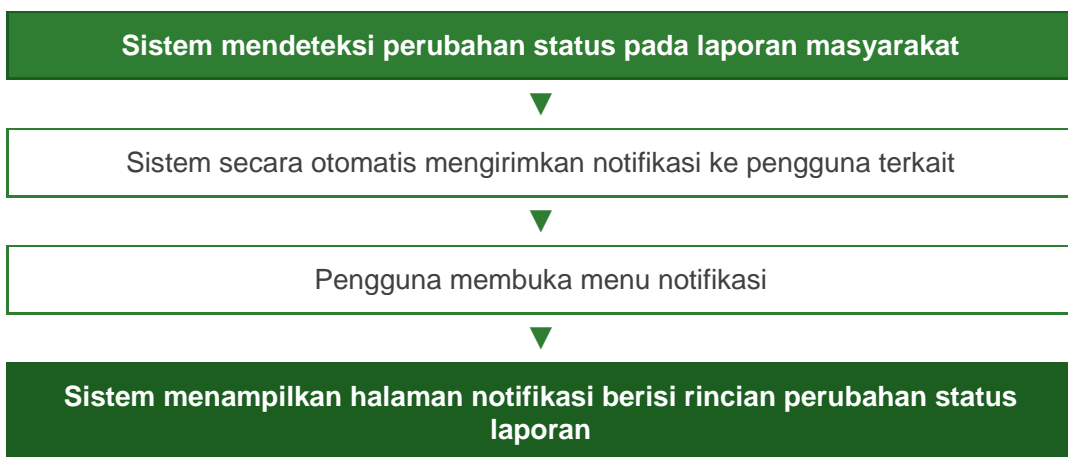 Sistem mendeteksi perubahan status pada laporan masyarakat
Sistem secara otomatis mengirimkan notifikasi ke pengguna terkait
Pengguna membuka menu notifikasi
Sistem menampilkan halaman notifikasi berisi rincian perubahan status
laporan